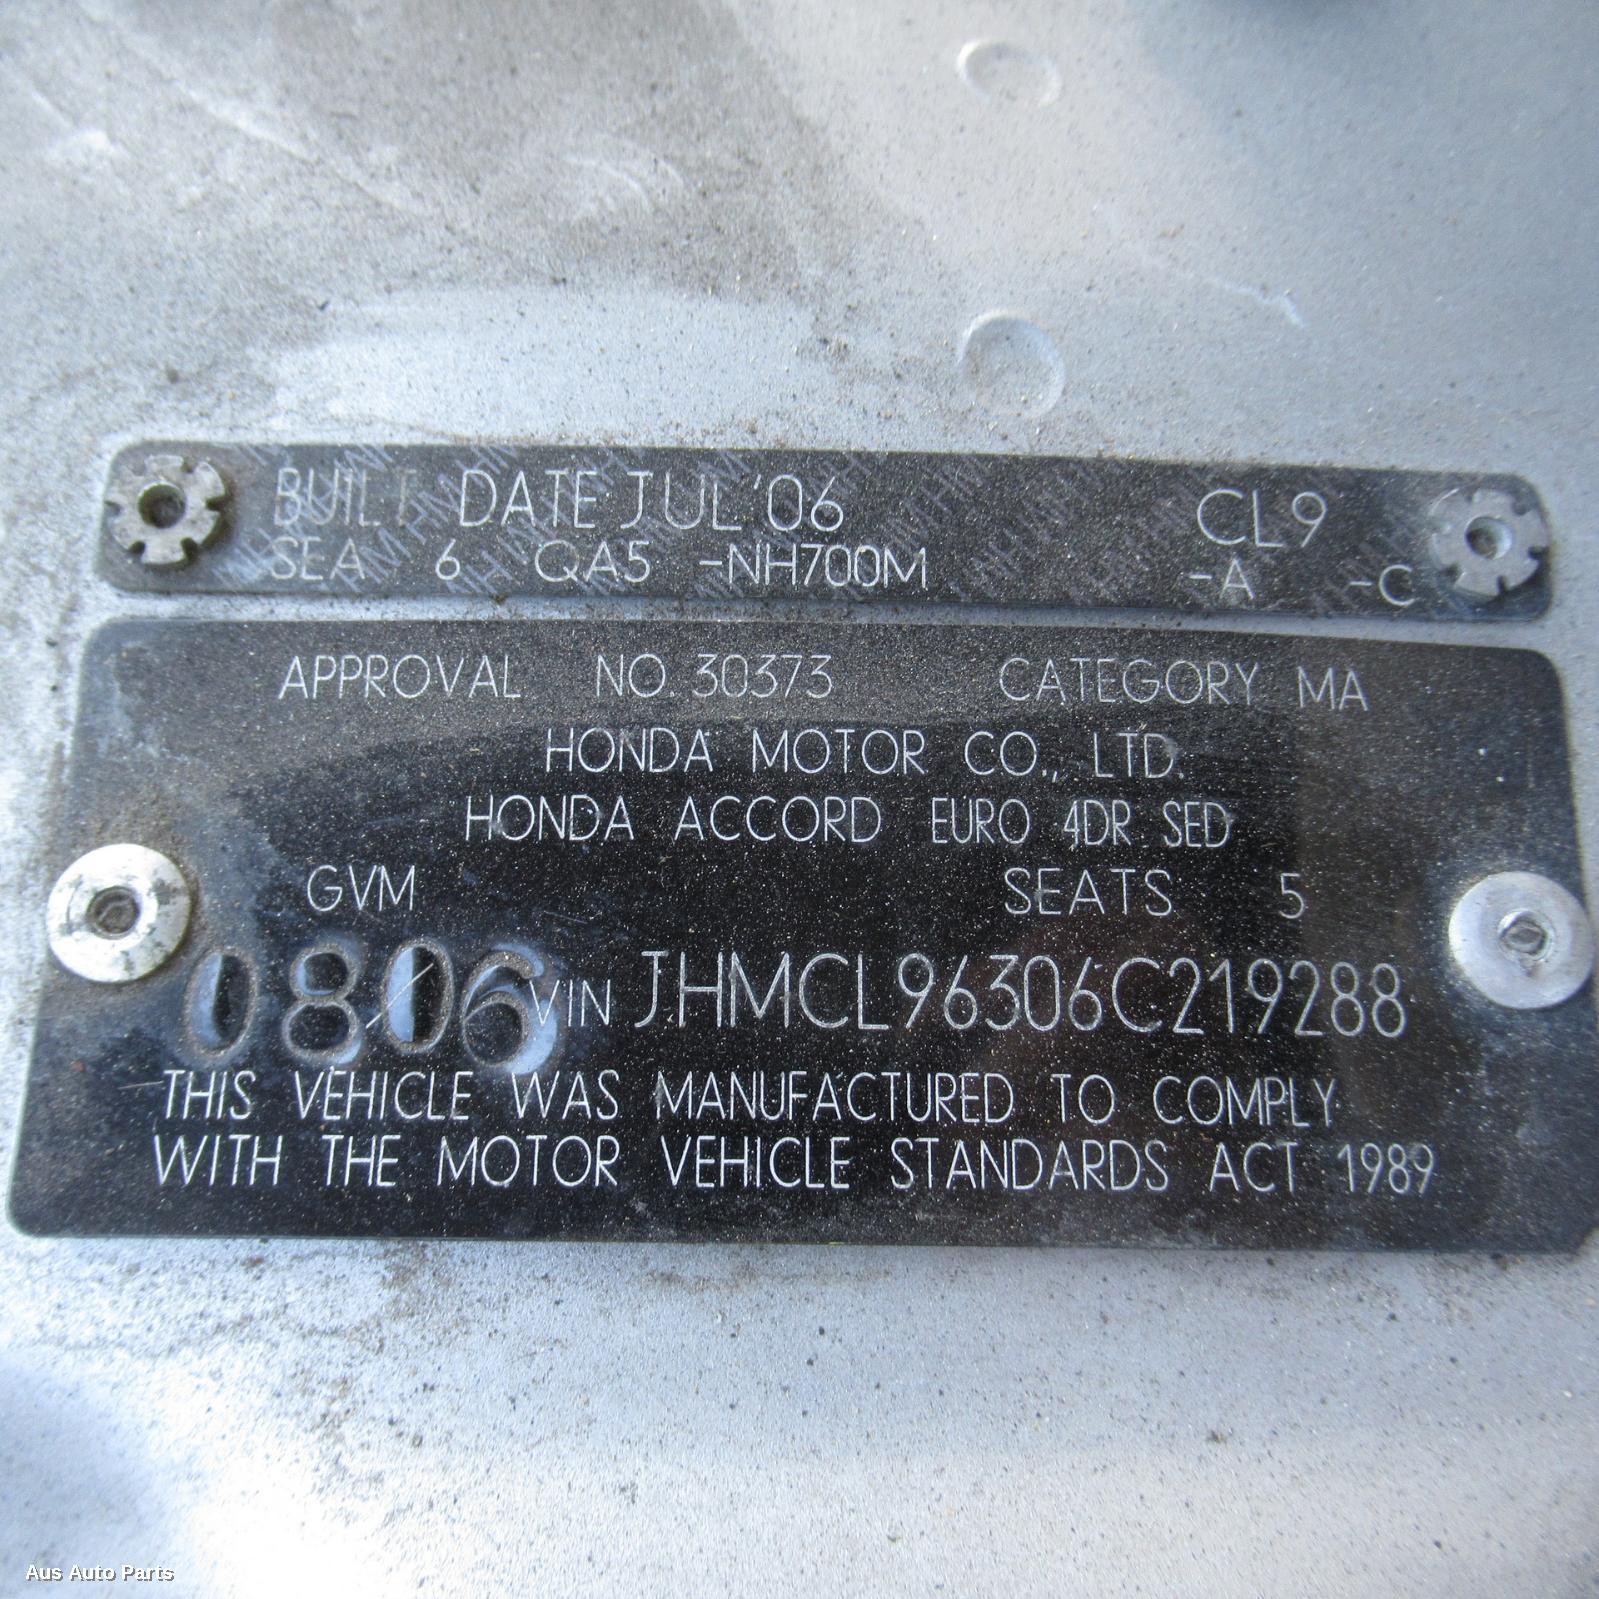 BUILT DATE JUL '06 CL9
SEA 6 QA5 -NH700M -A -C
APPROVAL NO. 30373 CATEGORY MA
HONDA MOTOR CO., LTD.
HONDA ACCORD EURO 4DR SED
GVM SEATS 5
0806 VIN JHMCL96306C219288
THIS VEHICLE WAS MANUFACTURED TO COMPLY
WITH THE MOTOR VEHICLE STANDARDS ACT 1989
Aus Auto Parts